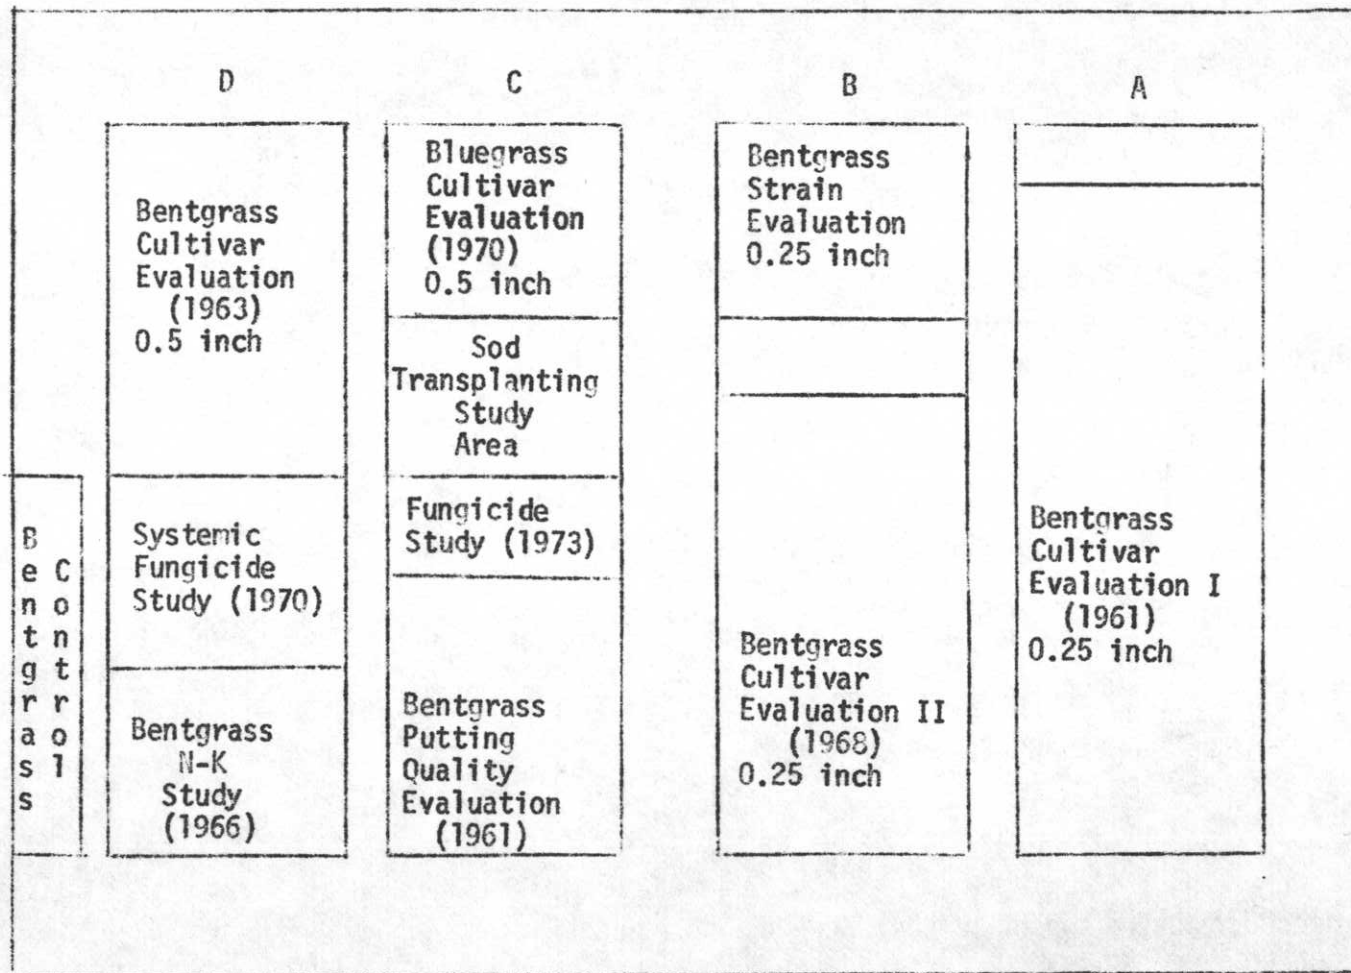 D
C
B
A
Bentgrass
Cultivar
Evaluation
(1963)
0.5 inch
Systemic
Fungicide
Study (1970)
Bentgrass
N-K
Study
(1966)
Bluegrass
Cultivar
Evaluation
(1970)
0.5 inch
Sod
Transplanting
Study
Area
Fungicide
Study (1973)
Bentgrass
Putting
Quality
Evaluation
(1961)
Bentgrass
Strain
Evaluation
0.25 inch
Bentgrass
Cultivar
Evaluation II
(1968)
0.25 inch
Bentgrass
Cultivar
Evaluation I
(1961)
0.25 inch
Bentgrass
Control